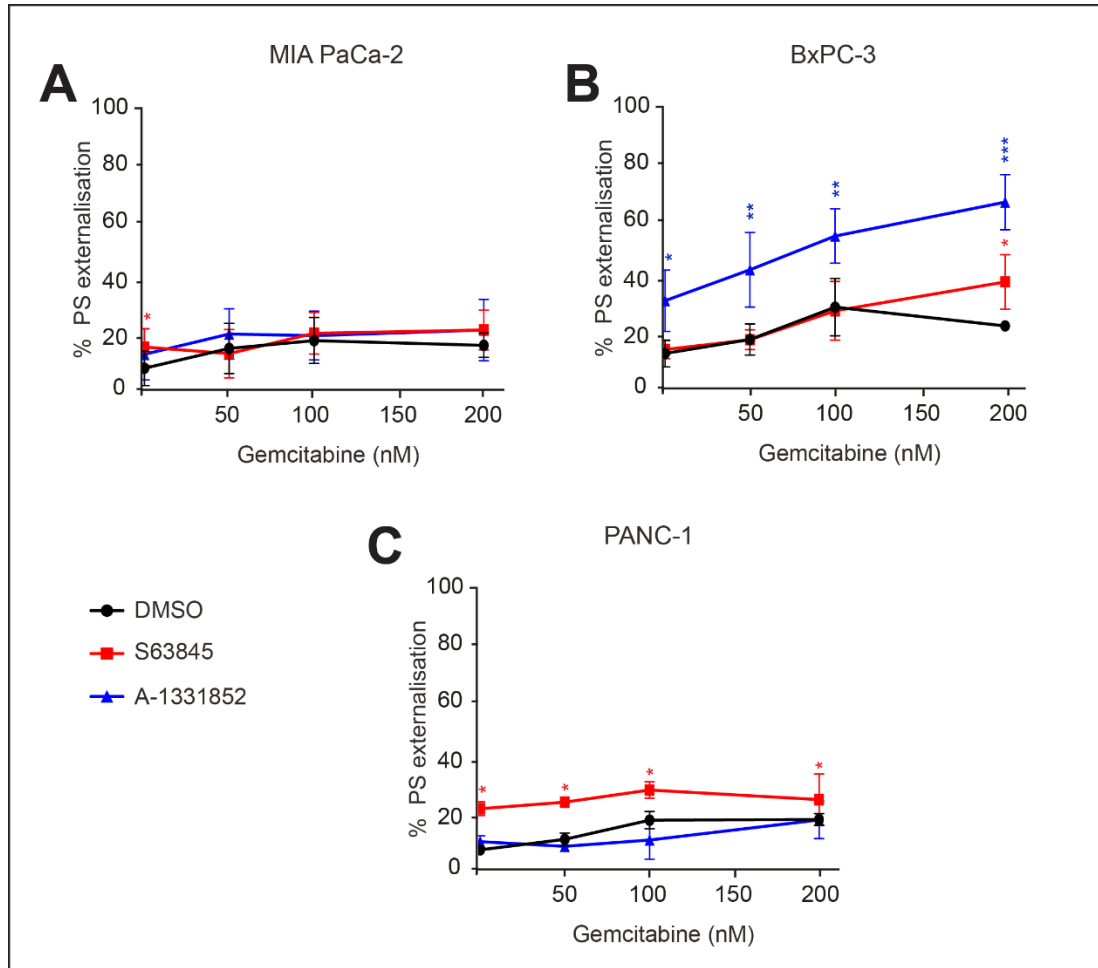 MIA PaCa-2
A
% PS externalisation
100
80
60
40
20
0
*
50 100 150 200
Gemcitabine (nM)
BxPC-3
B
% PS externalisation
100
80
60
40
20
0
* ** ** *** *
50 100 150 200
Gemcitabine (nM)
DMSO
S63845
A-1331852
PANC-1
C
% PS externalisation
100
80
60
40
20
0
* * * *
50 100 150 200
Gemcitabine (nM)